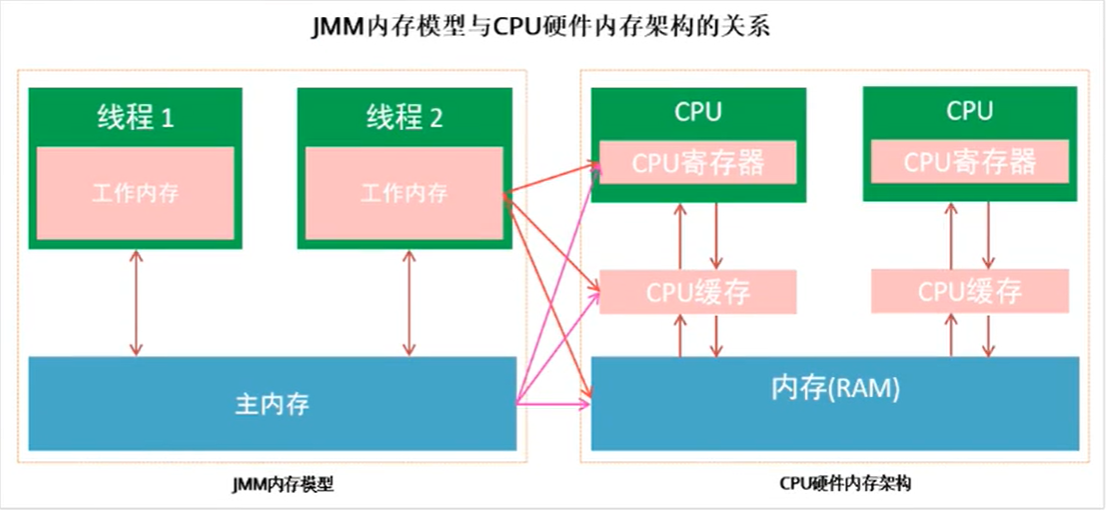 JMM内存模型与CPU硬件内存架构的关系
线程 1
工作内存
线程 2
工作内存
主内存
JMM内存模型
CPU
CPU寄存器
CPU缓存
CPU
CPU寄存器
CPU缓存
内存(RAM)
CPU硬件内存架构